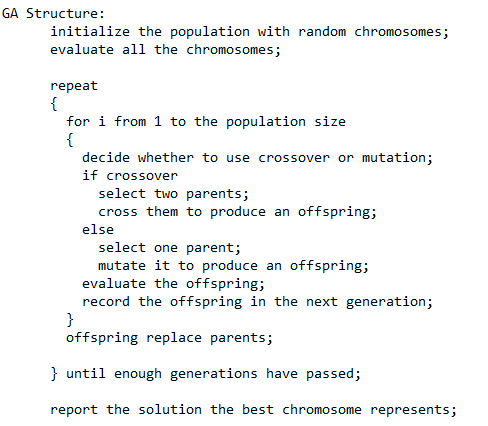 GA Structure:
initialize the population with random chromosomes;
evaluate all the chromosomes;
repeat
{
for i from 1 to the population size
{
decide whether to use crossover or mutation;
if crossover
select two parents;
cross them to produce an offspring;
else
select one parent;
mutate it to produce an offspring;
evaluate the offspring;
record the offspring in the next generation;
}
offspring replace parents;
} until enough generations have passed;
report the solution the best chromosome represents;